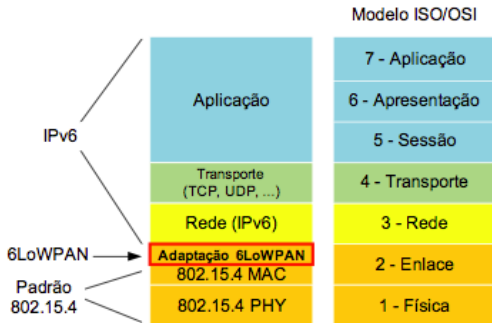 Modelo ISO/OSI
IPv6
6LoWPAN
Padrão
802.15.4
Aplicação
Transporte
(TCP, UDP, ...)
Rede (IPv6)
Adaptação 6LoWPAN
802.15.4 MAC
802.15.4 PHY
7 - Aplicação
6 - Apresentação
5 - Sessão
4 - Transporte
3 - Rede
2 - Enlace
1 - Física